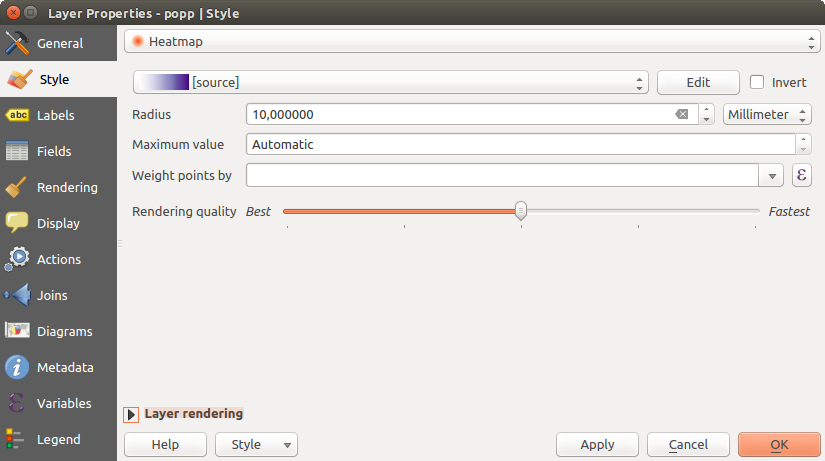 Layer Properties - popp | Style
General
Style
abc Labels
Fields
Rendering
Display
Actions
Joins
Diagrams
Metadata
Variables
Legend
Heatmap
[source] Edit Invert
Radius 10,000000 Millimeter
Maximum value Automatic
Weight points by ε
Rendering quality Best Fastest
Layer rendering
Help Style Apply Cancel OK